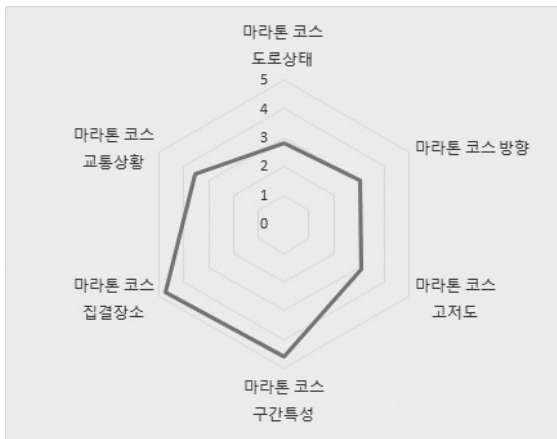 마라톤 코스
도로상태
5
4
3
2
1
0
마라톤 코스 방향
마라톤 코스
고저도
마라톤 코스
구간특성
마라톤 코스
집결장소
마라톤 코스
교통상황